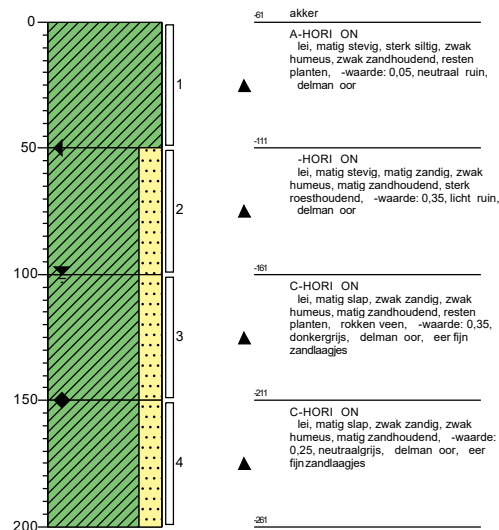 0
50
100
150
200
1
2
3
4
-61 akker
A-HORI ON
lei, matig stevig, sterk siltig, zwak
humeus, zwak zandhoudend, resten
planten, -waarde: 0,05, neutraal ruin,
delman oor
-111
-HORI ON
lei, matig stevig, matig zandig, zwak
humeus, matig zandhoudend, sterk
roesthoudend, -waarde: 0,35, licht ruin,
delman oor
-161
C-HORI ON
lei, matig slap, zwak zandig, zwak
humeus, matig zandhoudend, resten
planten, rokken veen, -waarde: 0,35,
donkergrijs, delman oor, eer fijn
zandlaagjes
-211
C-HORI ON
lei, matig slap, zwak zandig, zwak
humeus, matig zandhoudend, -waarde:
0,25, neutraalgrijs, delman oor, eer
fijn zandlaagjes
-261